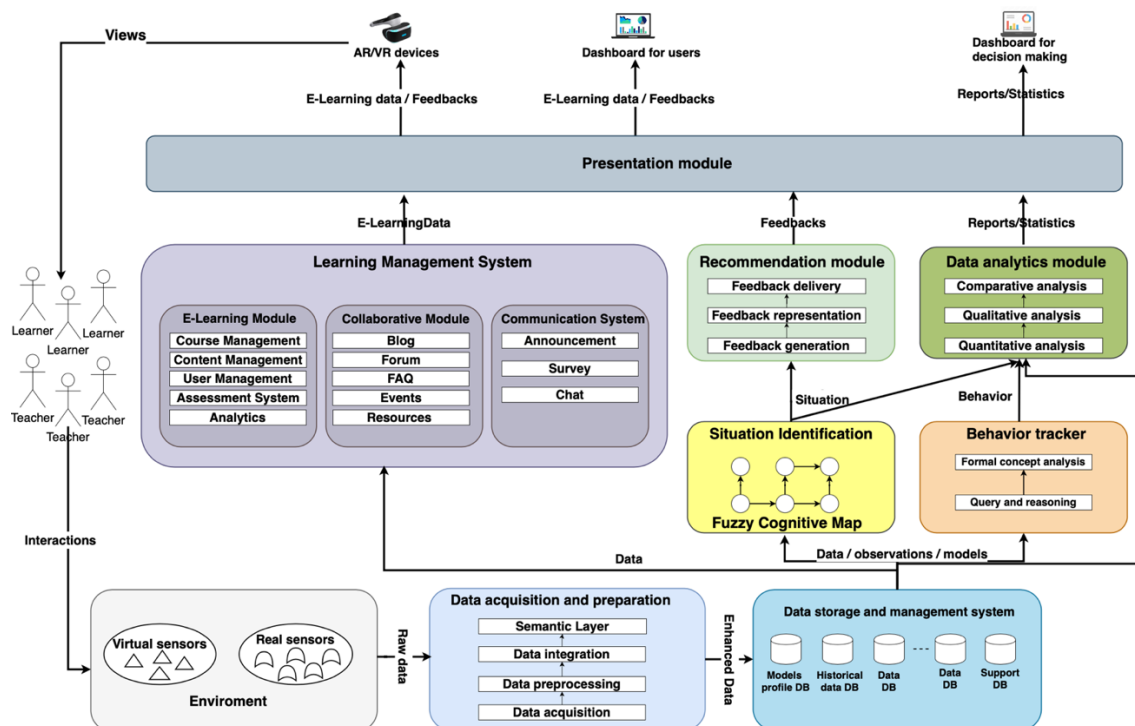 Views
AR/VR devices
Dashboard for users
Dashboard for
decision making
E-Learning data / Feedbacks
E-Learning data / Feedbacks
Reports/Statistics
Presentation module
E-LearningData
Feedbacks
Reports/Statistics
Learning Management System
E-Learning Module
Course Management
Content Management
User Management
Assessment System
Analytics
Collaborative Module
Blog
Forum
FAQ
Events
Resources
Communication System
Announcement
Survey
Chat
Recommendation module
Feedback delivery
Feedback representation
Feedback generation
Data analytics module
Comparative analysis
Qualitative analysis
Quantitative analysis
Learner
Learner
Learner
Teacher
Teacher
Teacher
Situation
Behavior
Situation Identification
Fuzzy Cognitive Map
Behavior tracker
Formal concept analysis
Query and reasoning
Interactions
Data
Data / observations / models
Virtual sensors
Real sensors
Enviroment
Raw data
Data acquisition and preparation
Semantic Layer
Data integration
Data preprocessing
Data acquisition
Enhanced Data
Data storage and management system
Models
profile DB
Historical
data DB
Data
DB
Data
DB
Support
DB